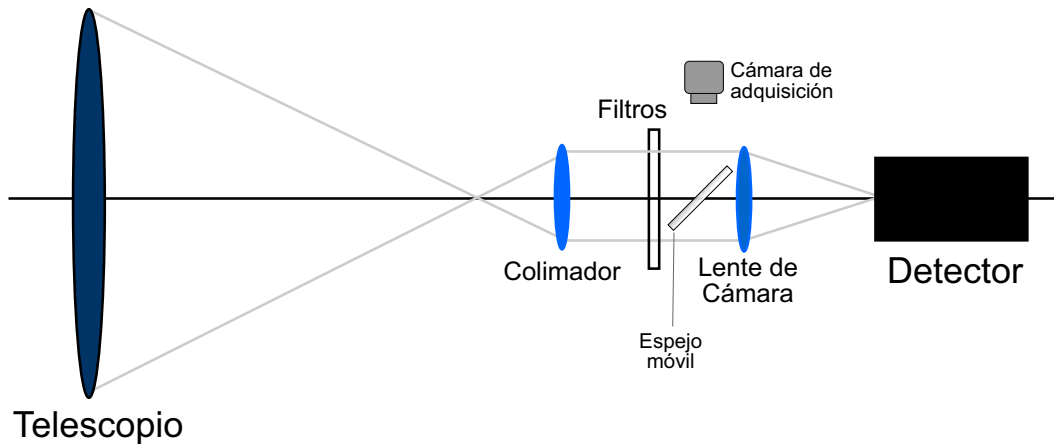 Cámara de
adquisición
Filtros
Colimador
Lente de
Cámara
Detector
Espejo
móvil
Telescopio